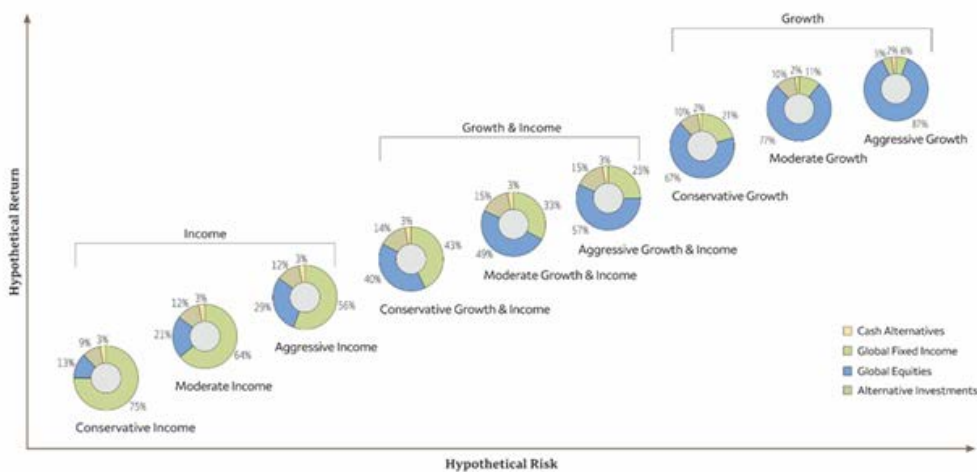 Growth
5% 2% 6%
10% 2% 11%
87%
Aggressive Growth
10% 2%
21%
77%
Moderate Growth
Growth & Income
67%
Conservative Growth
15% 3%
25%
15% 3%
33%
57%
Aggressive Growth & Income
14% 3%
43%
49%
Moderate Growth & Income
Income
40%
Conservative Growth & Income
12% 3%
29%
56%
Aggressive Income
12% 3%
21%
64%
Moderate Income
9% 3%
13%
75%
Conservative Income
Cash Alternatives
Global Fixed Income
Global Equities
Alternative Investments
Hypothetical Return
Hypothetical Risk